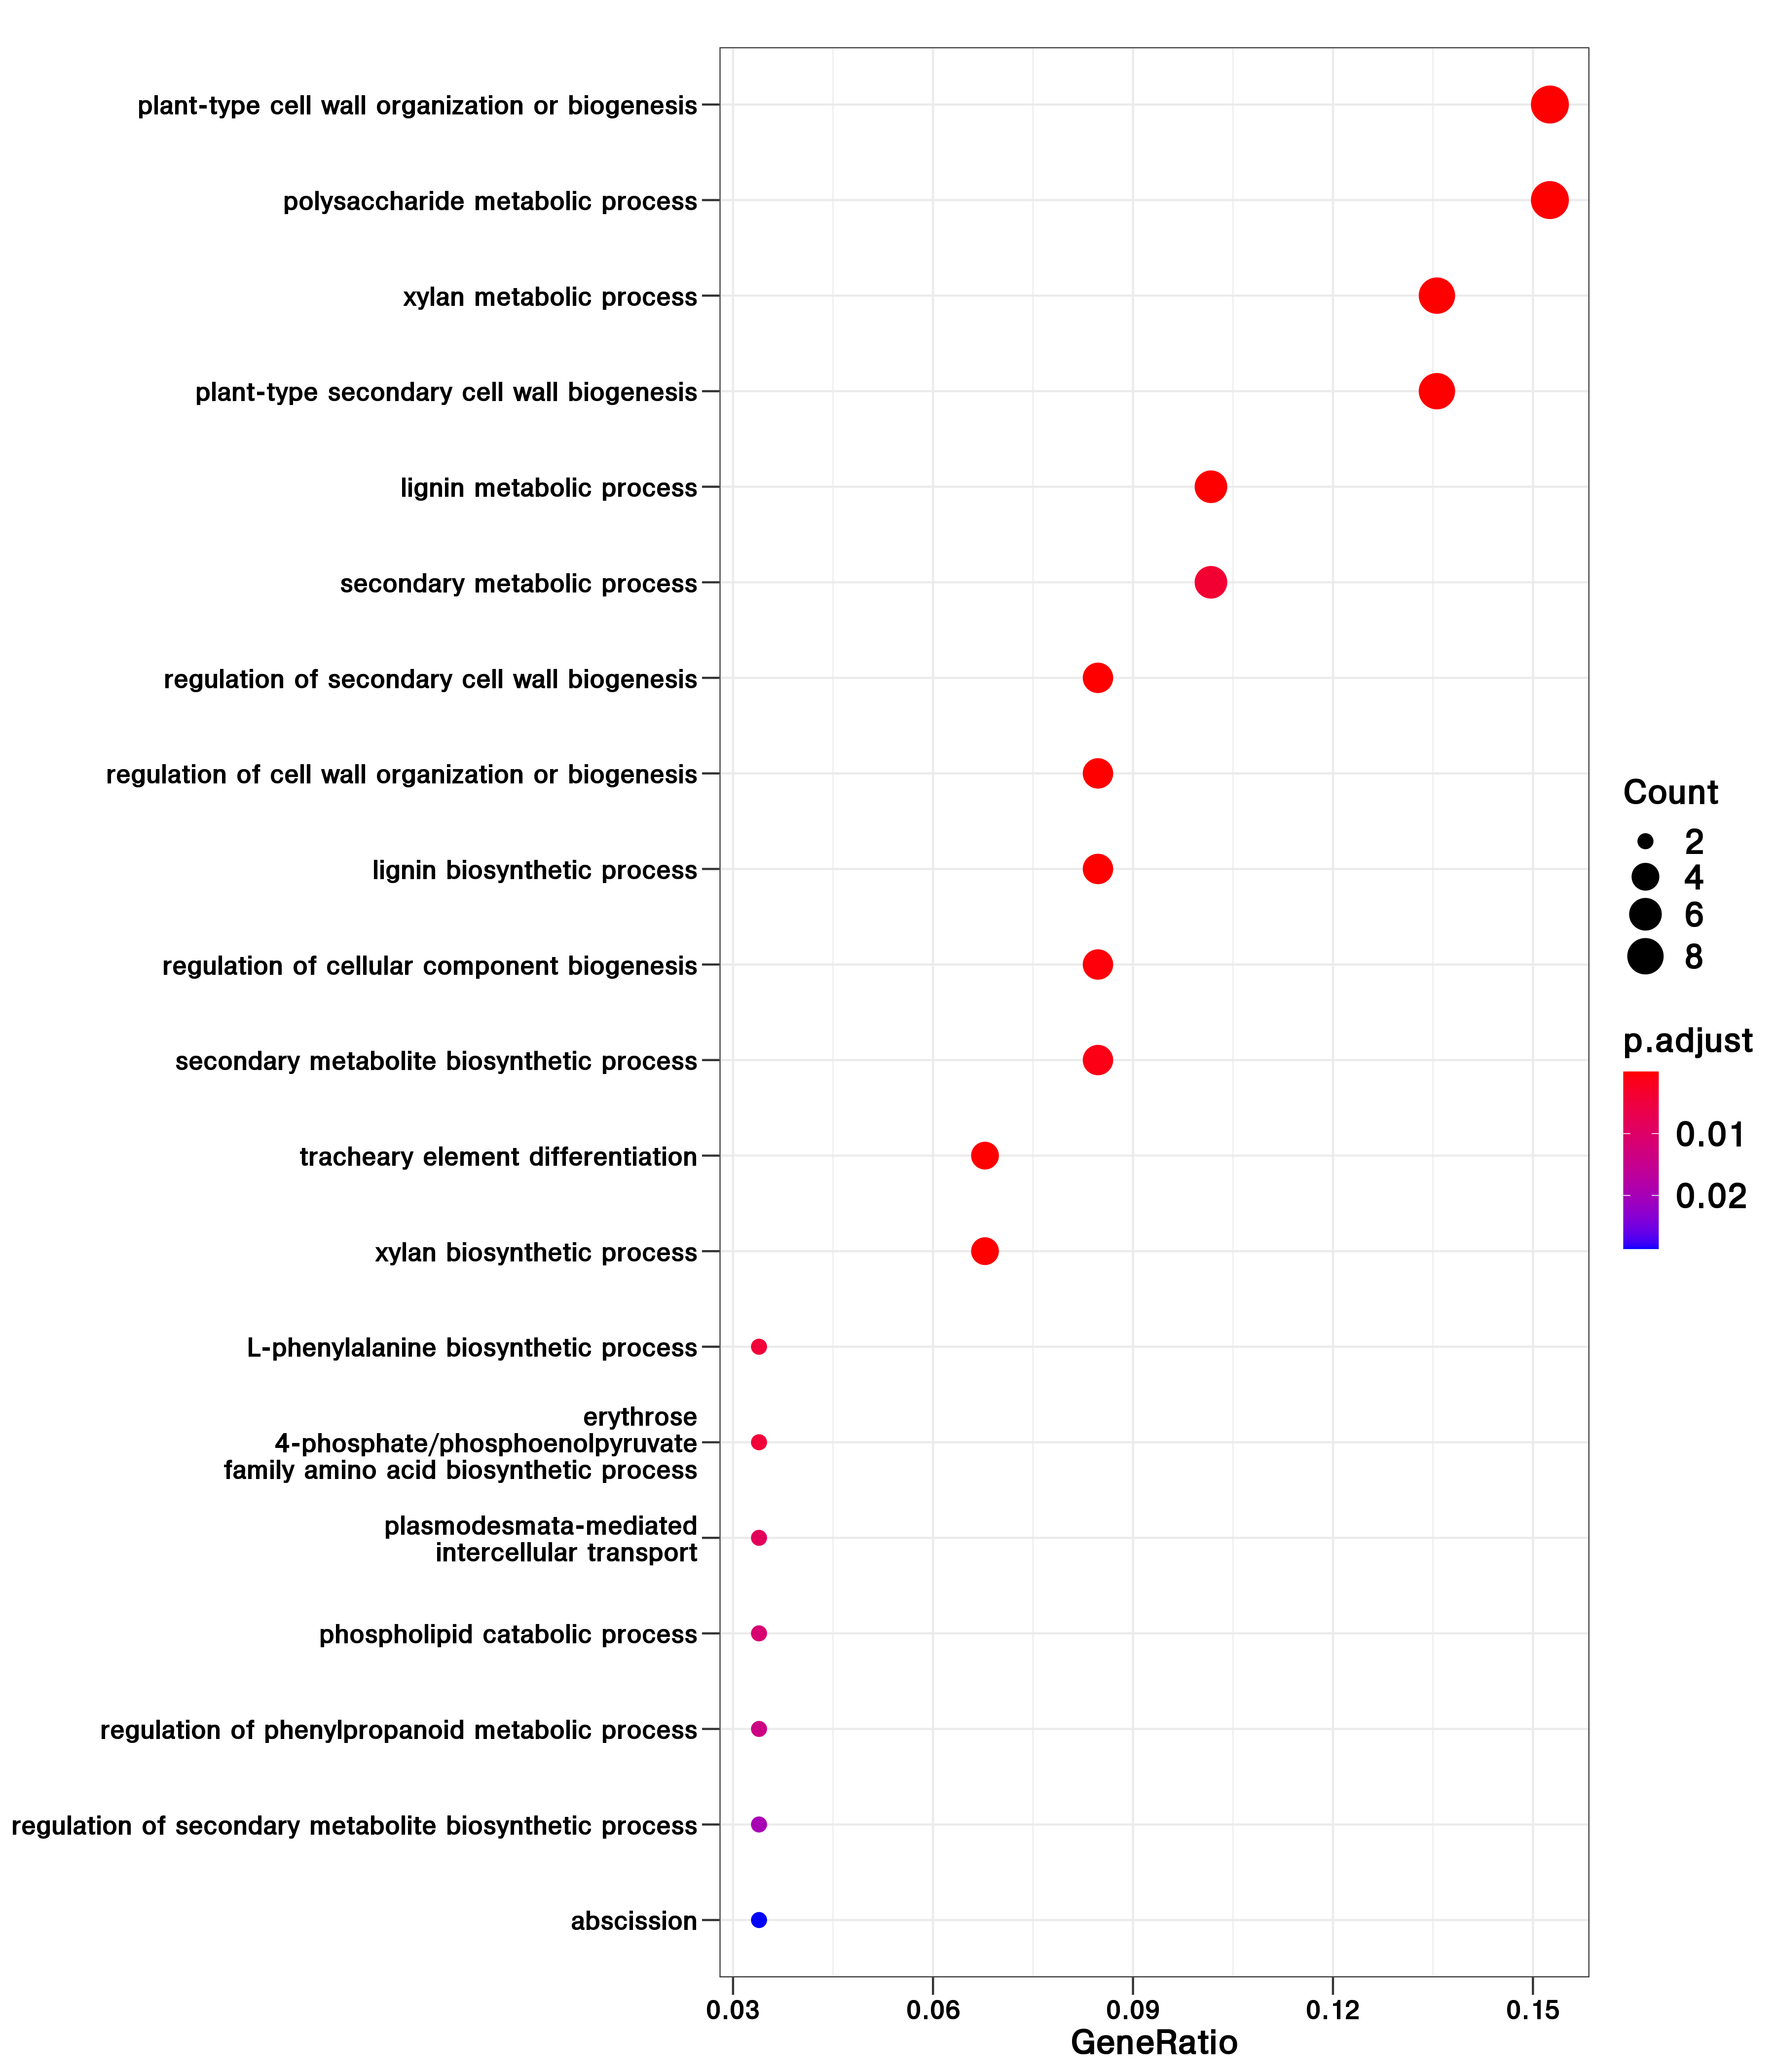 plant-type cell wall organization or biogenesis
polysaccharide metabolic process
xylan metabolic process
plant-type secondary cell wall biogenesis
lignin metabolic process
secondary metabolic process
regulation of secondary cell wall biogenesis
regulation of cell wall organization or biogenesis
lignin biosynthetic process
regulation of cellular component biogenesis
secondary metabolite biosynthetic process
tracheary element differentiation
xylan biosynthetic process
L-phenylalanine biosynthetic process
erythrose
4-phosphate/phosphoenolpyruvate
family amino acid biosynthetic process
plasmodesmata-mediated
intercellular transport
phospholipid catabolic process
regulation of phenylpropanoid metabolic process
regulation of secondary metabolite biosynthetic process
abscission
0.03 0.06 0.09 0.12 0.15
GeneRatio
Count
2
4
6
8
p.adjust
0.01
0.02